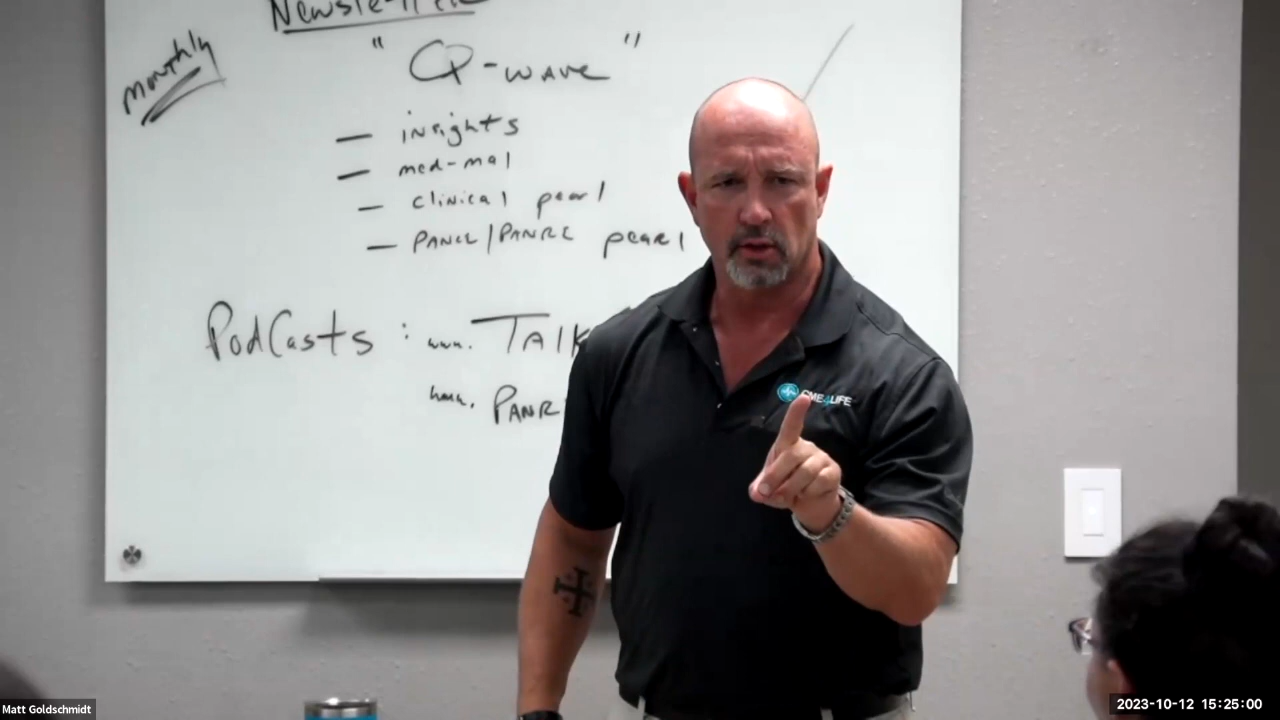 Newsletter
monthly
"Q-wave"
- insights
- med-mal
- clinical pearl
- PANCE/PANRE pearl
PodCasts: www. TALK
www. PANR
CME4LIFE
Matt Goldschmidt
2023-10-12 15:25:00